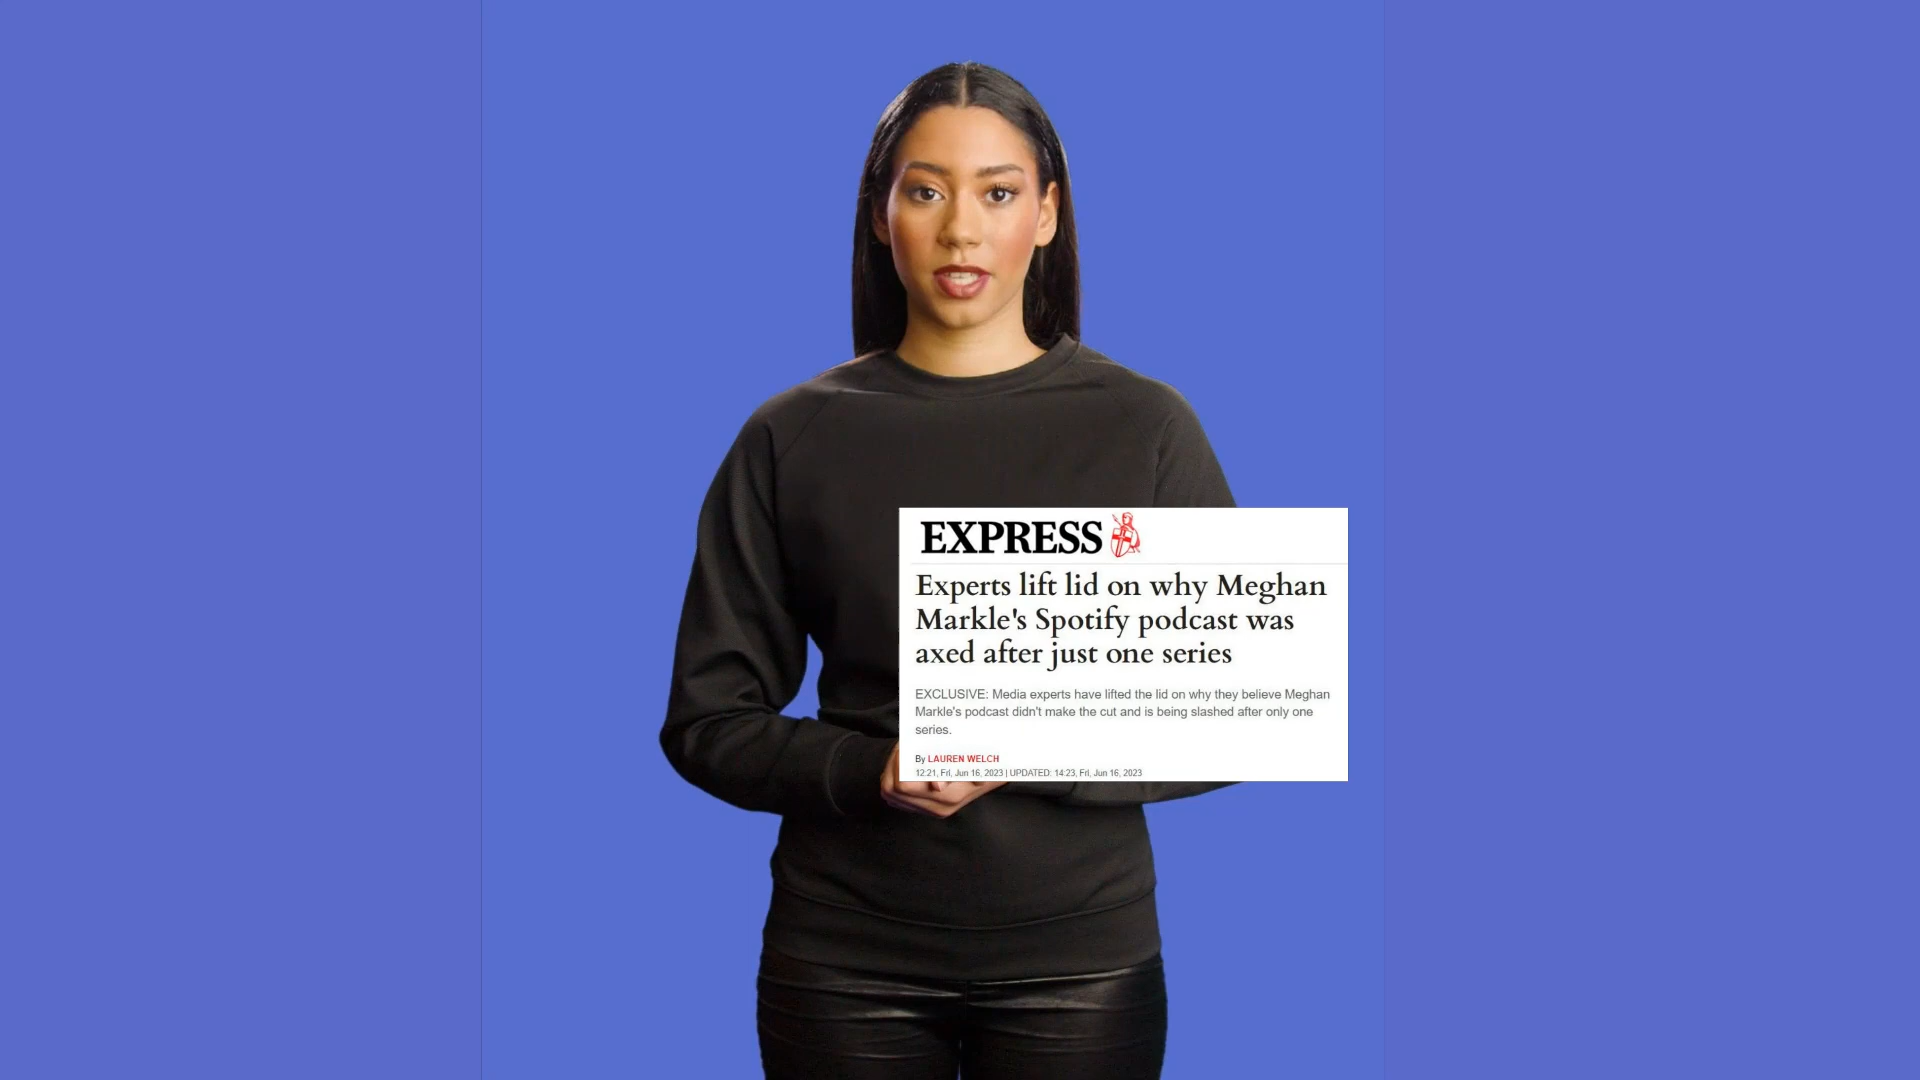 EXPRESS
Experts lift lid on why Meghan
Markle's Spotify podcast was
axed after just one series
EXCLUSIVE: Media experts have lifted the lid on why they believe Meghan
Markle's podcast didn't make the cut and is being slashed after only one
series.
By LAUREN WELCH
12:21, Fri, Jun 16, 2023 | UPDATED: 14:23, Fri, Jun 16, 2023